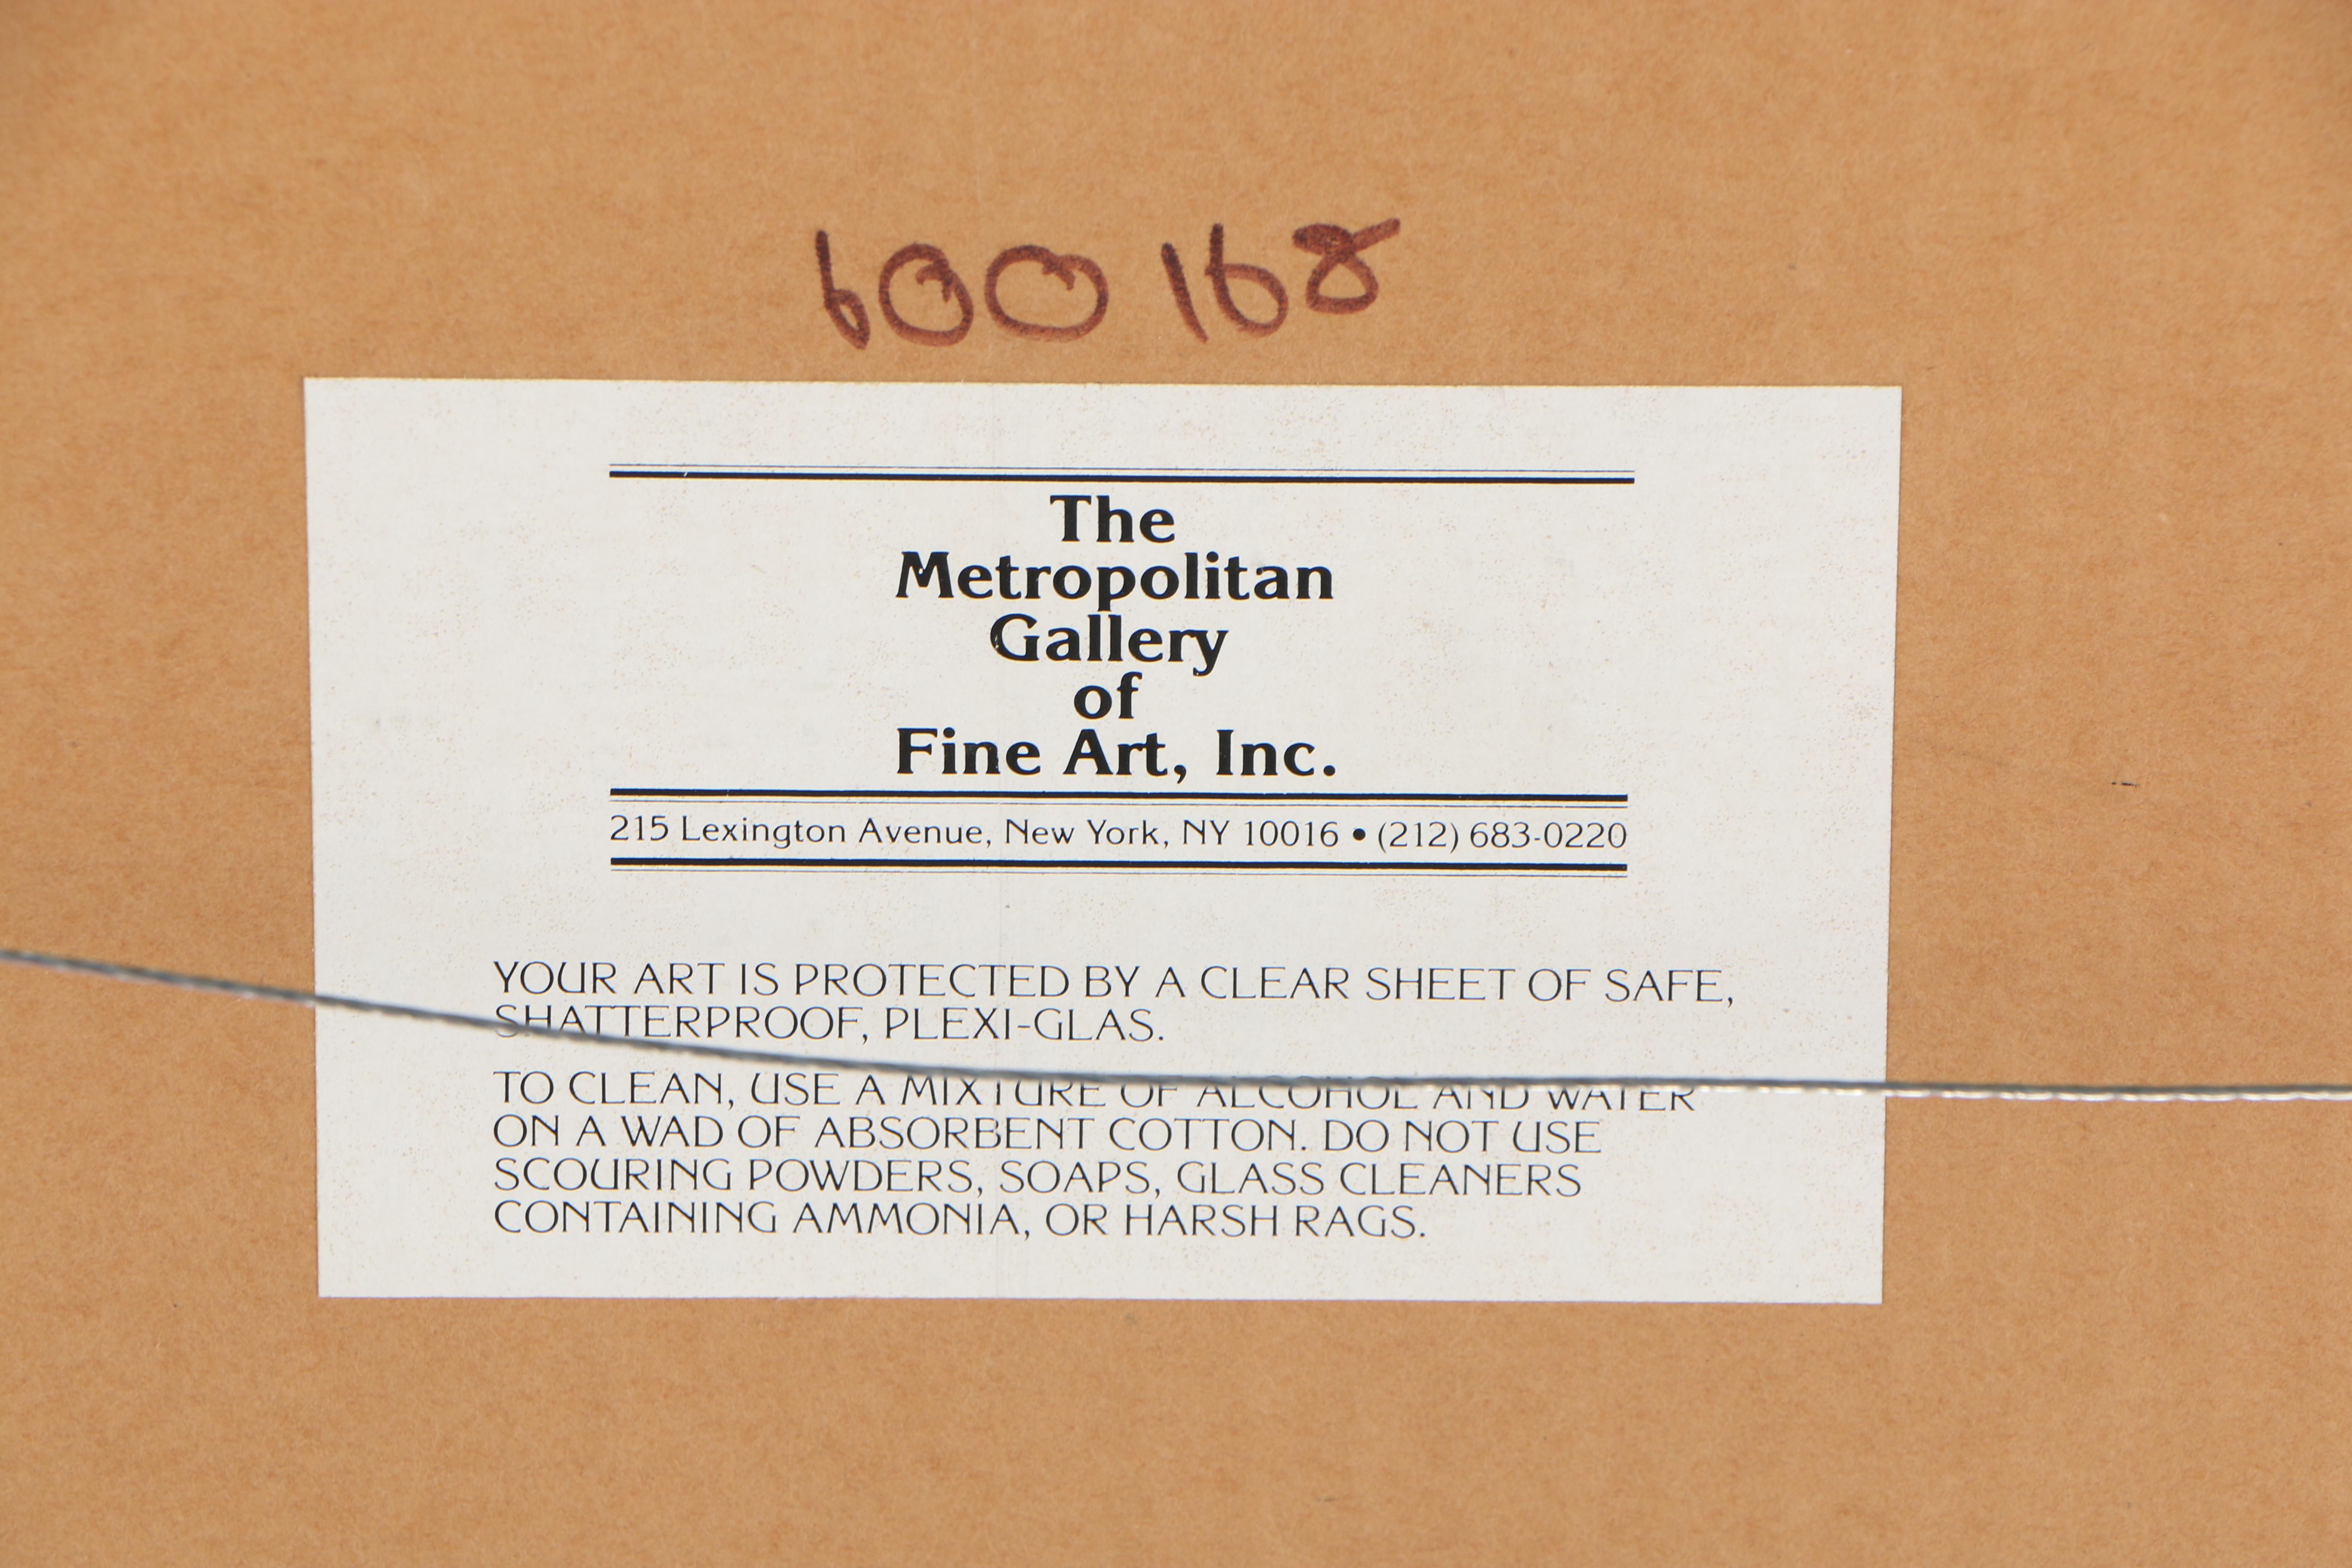 600 168
The
Metropolitan
Gallery
of
Fine Art, Inc.
215 Lexington Avenue, New York, NY 10016 • (212) 683-0220
YOUR ART IS PROTECTED BY A CLEAR SHEET OF SAFE,
SHATTERPROOF, PLEXI-GLAS.
TO CLEAN, USE A MIXTURE OF ALCOHOL AND WATER
ON A WAD OF ABSORBENT COTTON. DO NOT USE
SCOURING POWDERS, SOAPS, GLASS CLEANERS
CONTAINING AMMONIA, OR HARSH RAGS.